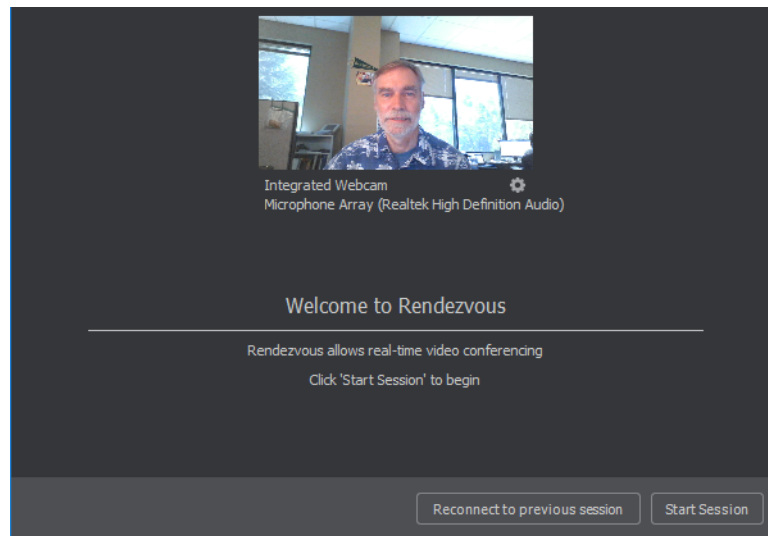 Integrated Webcam
Microphone Array (Realtek High Definition Audio)
Welcome to Rendezvous
Rendezvous allows real-time video conferencing
Click 'Start Session' to begin
Reconnect to previous session
Start Session